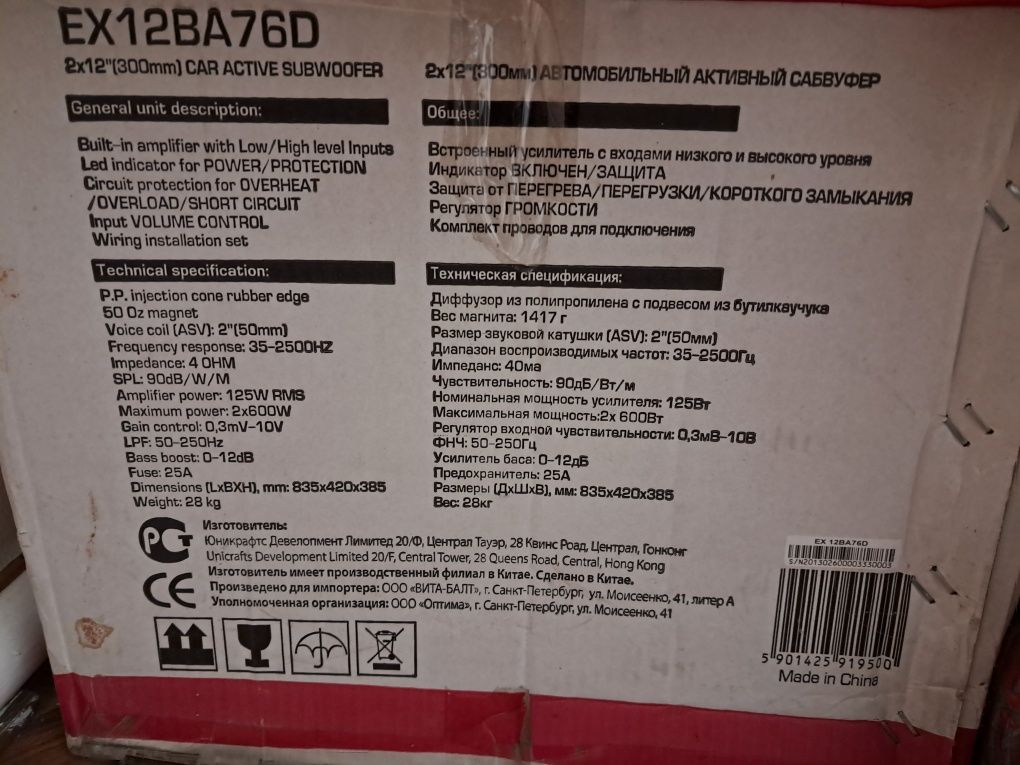 EX12BA76D
2x12"(300mm) CAR ACTIVE SUBWOOFER
General unit description:
Built-in amplifier with Low/High level Inputs
Led indicator for POWER/PROTECTION
Circuit protection for OVERHEAT
/OVERLOAD/SHORT CIRCUIT
Input VOLUME CONTROL
Wiring installation set
Technical specification:
P.P. injection cone rubber edge
50 Oz magnet
Voice coil (ASV): 2"(50mm)
Frequency response: 35-2500HZ
Impedance: 4 OHM
SPL: 90dB/W/M
Amplifier power: 125W RMS
Maximum power: 2x600W
Gain control: 0,3mV-10V
LPF: 50-250Hz
Bass boost: 0-12dB
Fuse: 25A
Dimensions (LxBXH), mm: 835x420x385
Weight: 28 kg
2x12"(300мм) АВТОМОБИЛЬНЫЙ АКТИВНЫЙ САБВУФЕР
Общее:
Встроенный усилитель с входами низкого и высокого уровня
Индикатор ВКЛЮЧЕН/ЗАЩИТА
Защита от ПЕРЕГРЕВА/ПЕРЕГРУЗКИ/КОРОТКОГО ЗАМЫКАНИЯ
Регулятор ГРОМКОСТИ
Комплект проводов для подключения
Техническая спецификация:
Диффузор из полипропилена с подвесом из бутилкаучука
Вес магнита: 1417 г
Размер звуковой катушки (ASV): 2"(50мм)
Диапазон воспроизводимых частот: 35-2500Гц
Импеданс: 4Ома
Чувствительность: 90дБ/Вт/м
Номинальная мощность усилителя: 125Вт
Максимальная мощность:2x 600Вт
Регулятор входной чувствительности: 0,3мВ-10В
ФНЧ: 50-250Гц
Усилитель баса: 0-12дБ
Предохранитель: 25А
Размеры (ДxШxВ), мм: 835x420x385
Вес: 28кг
РСТ
CE
Изготовитель:
Юникрафтс Девелопмент Лимитед 20/Ф, Централ Тауэр, 28 Квинс Роад, Централ, Гонконг
Unicrafts Development Limited 20/F, Central Tower, 28 Queens Road, Central, Hong Kong
Изготовитель имеет производственный филиал в Китае. Сделано в Китае.
Произведено для импортера: ООО «ВИТА-БАЛТ», г. Санкт-Петербург, ул. Моисеенко, 41, литер А
Уполномоченная организация: ООО «Оптима», г. Санкт-Петербург, ул. Моисеенко, 41
EX 12BA76D
S/N201302600003330003
5 901425 919500
Made in China